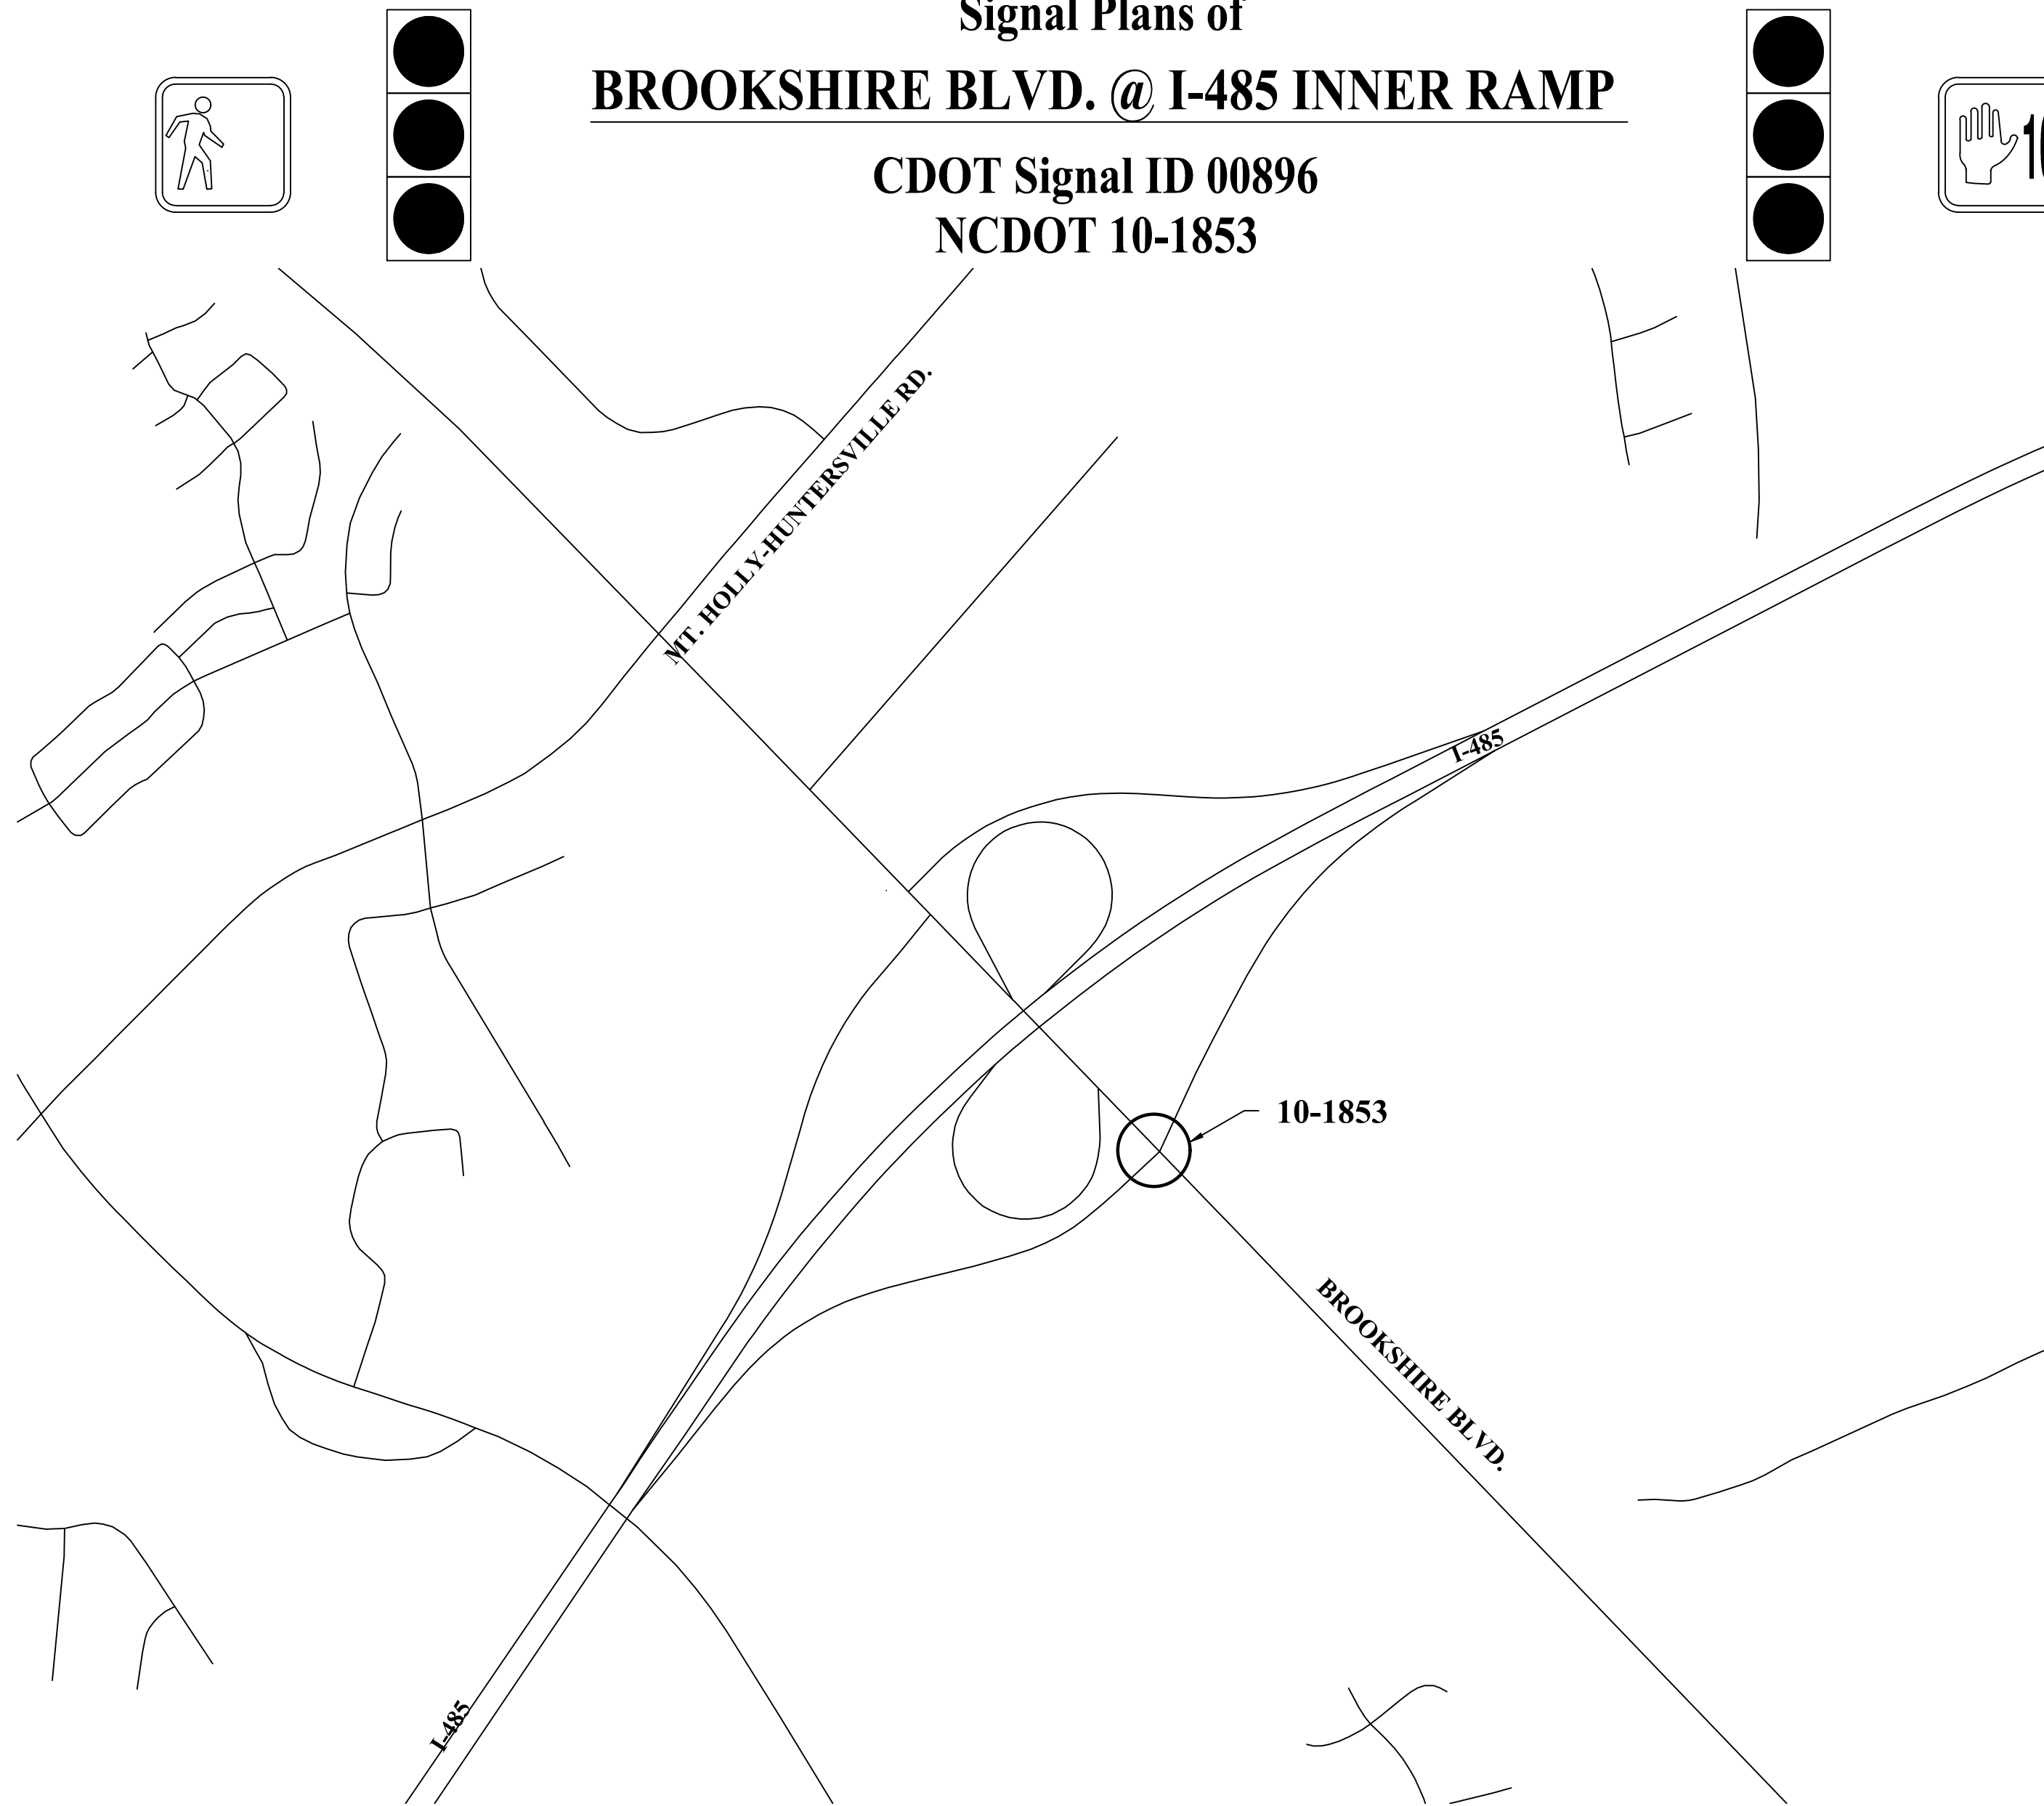 Signal Plans of
BROOKSHIRE BLVD. @ I-485 INNER RAMP
CDOT Signal ID 00896
NCDOT 10-1853
MT. HOLLY-HUNTERSVILLE RD.
I-485
10-1853
BROOKSHIRE BLVD.
I-485